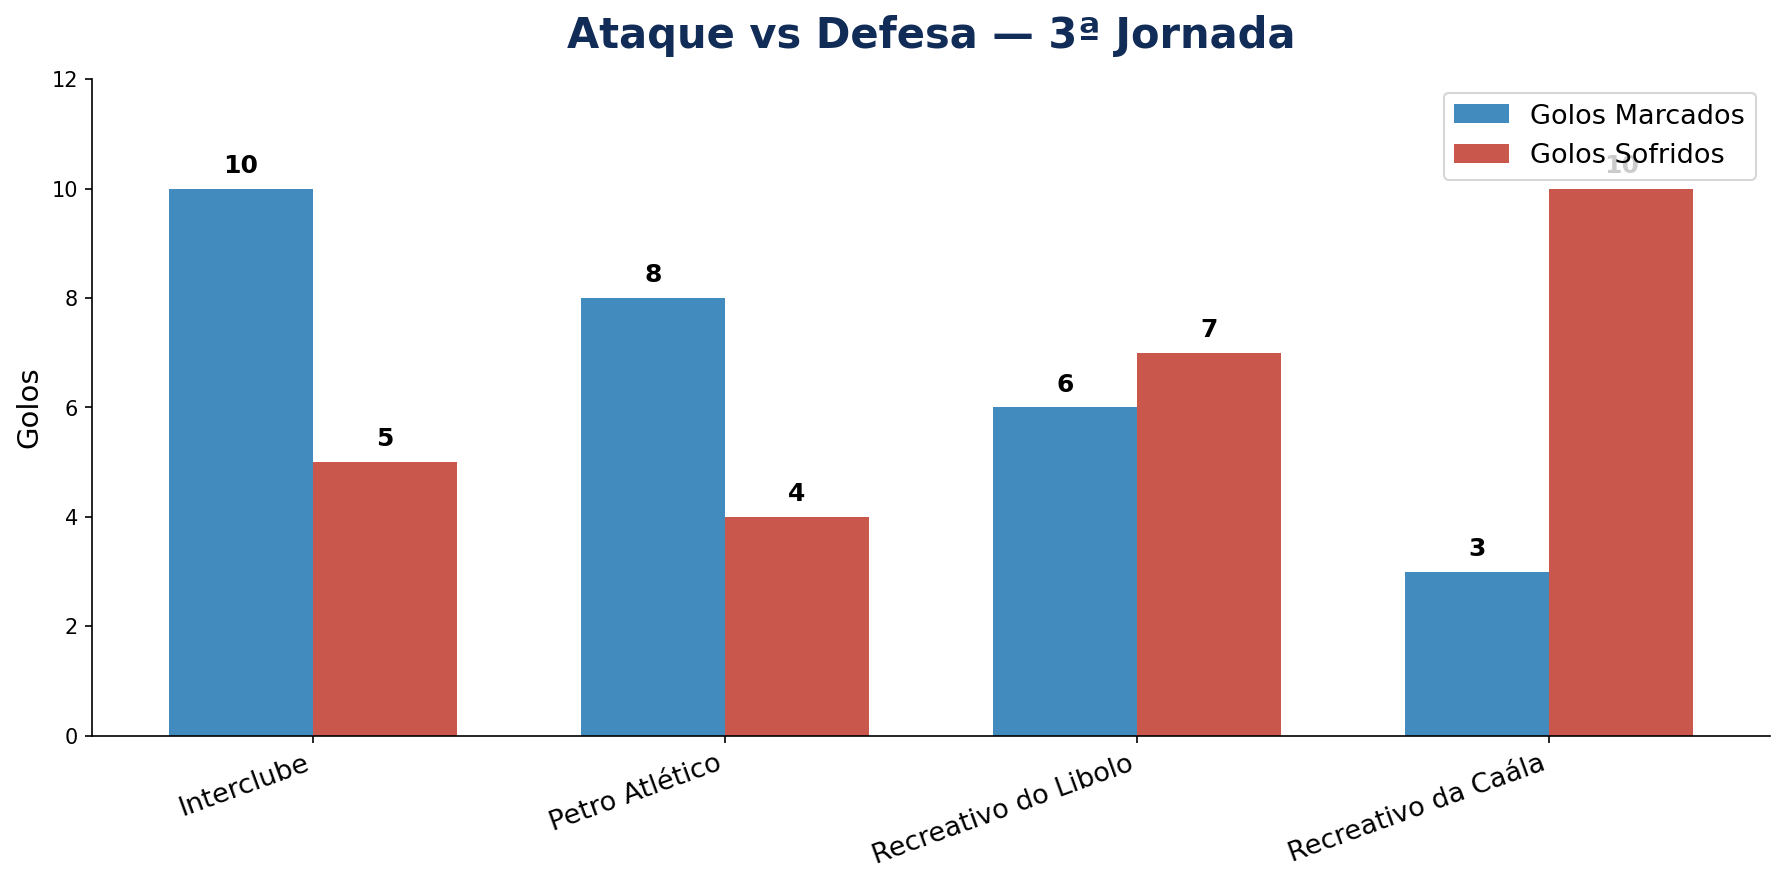 Ataque vs Defesa — 3ª Jornada
Golos Marcados
Golos Sofridos
Golos
12
10
8
6
4
2
0
10
5
8
4
6
7
3
10
Interclube
Petro Atlético
Recreativo do Libolo
Recreativo da Caála